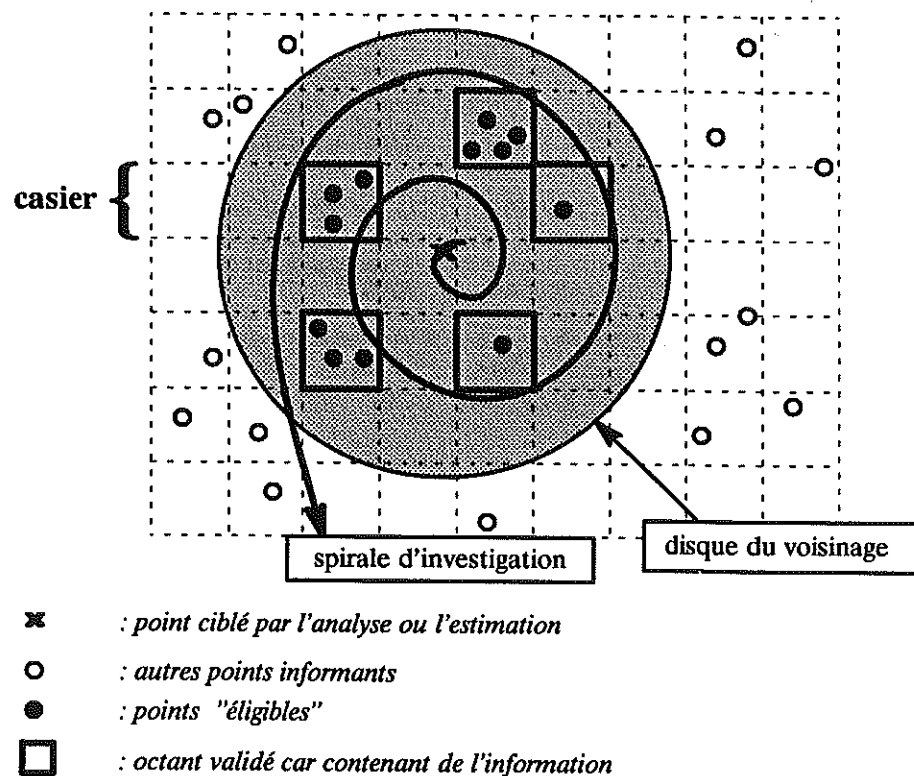 casier
spirale d'investigation
disque du voisinage
: point ciblé par l'analyse ou l'estimation
: autres points informants
: points "éligibles"
: octant validé car contenant de l'information